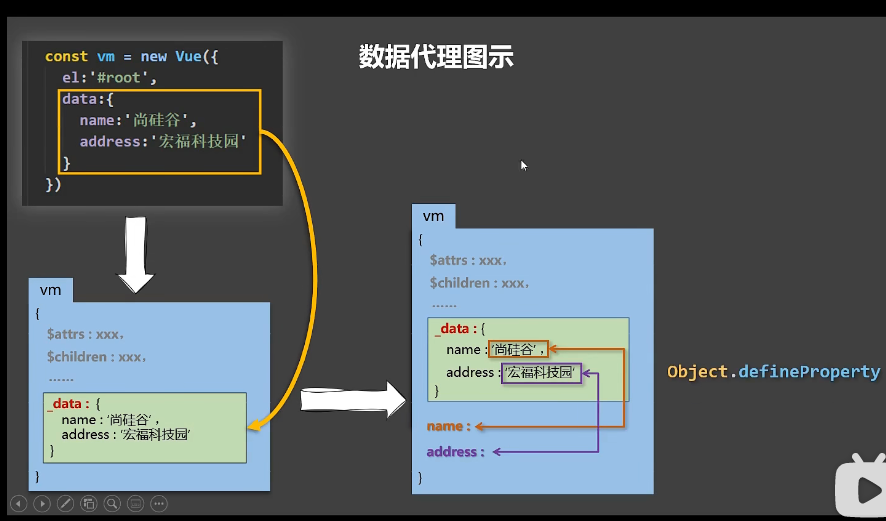 数据代理图示
const vm = new Vue({
el:'#root',
data:{
name:'尚硅谷',
address:'宏福科技园'
}
})
vm
{
$attrs : xxx,
$children : xxx,
......
_data : {
name : '尚硅谷' ,
address : '宏福科技园'
}
}
vm
{
$attrs : xxx,
$children : xxx,
......
_data : {
name : '尚硅谷' ,
address : '宏福科技园'
}
name :
address :
}
Object.defineProperty